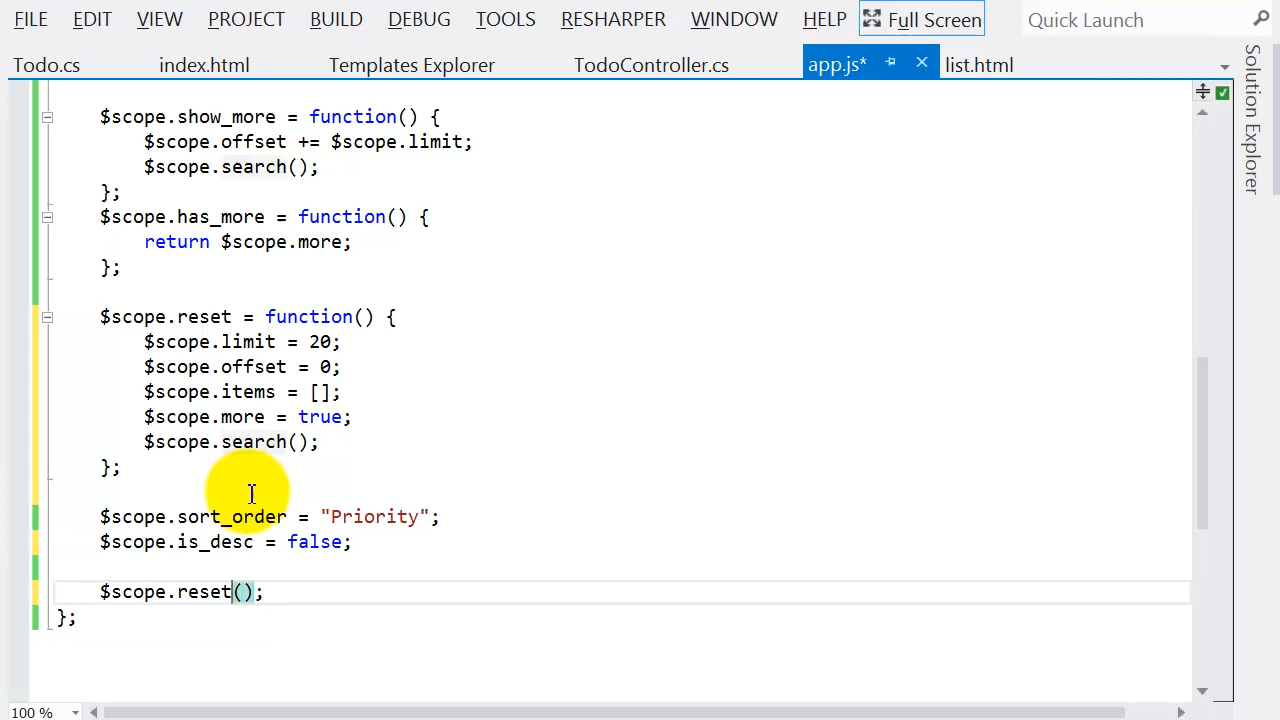 FILE EDIT VIEW PROJECT BUILD DEBUG TOOLS RESHARPER WINDOW HELP Full Screen Quick Launch
Todo.cs index.html Templates Explorer TodoController.cs app.js* list.html
Solution Explorer
$scope.show_more = function() {
$scope.offset += $scope.limit;
$scope.search();
};
$scope.has_more = function() {
return $scope.more;
};
$scope.reset = function() {
$scope.limit = 20;
$scope.offset = 0;
$scope.items = [];
$scope.more = true;
$scope.search();
};
$scope.sort_order = "Priority";
$scope.is_desc = false;
$scope.reset();
};
100 %